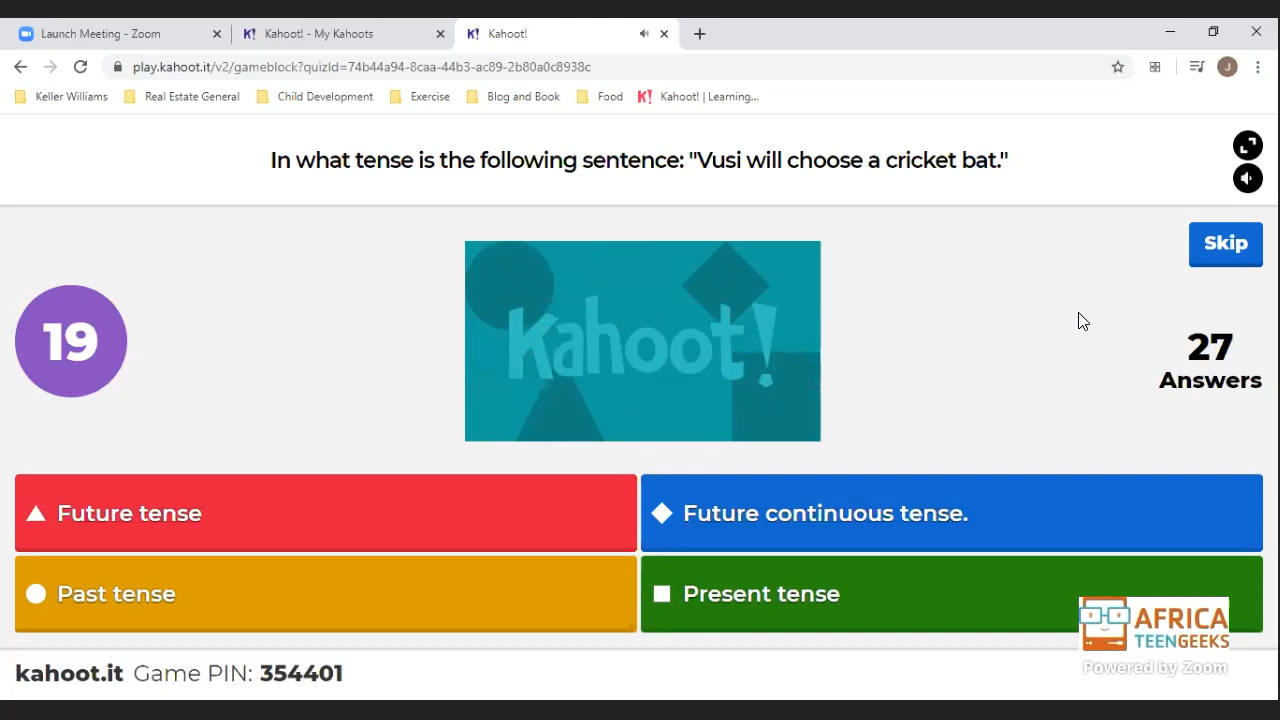 Launch Meeting - Zoom
K! Kahoot! - My Kahoots
K! Kahoot!
play.kahoot.it/v2/gameblock?quizId=74b44a94-8caa-44b3-ac89-2b80a0c8938c
J
Keller Williams
Real Estate General
Child Development
Exercise
Blog and Book
Food
K! Kahoot! | Learning...
In what tense is the following sentence: "Vusi will choose a cricket bat."
Skip
19
Kahoot!
27
Answers
Future tense
Future continuous tense.
Past tense
Present tense
AFRICA
TEENGEEKS
Powered by Zoom
kahoot.it Game PIN: 354401